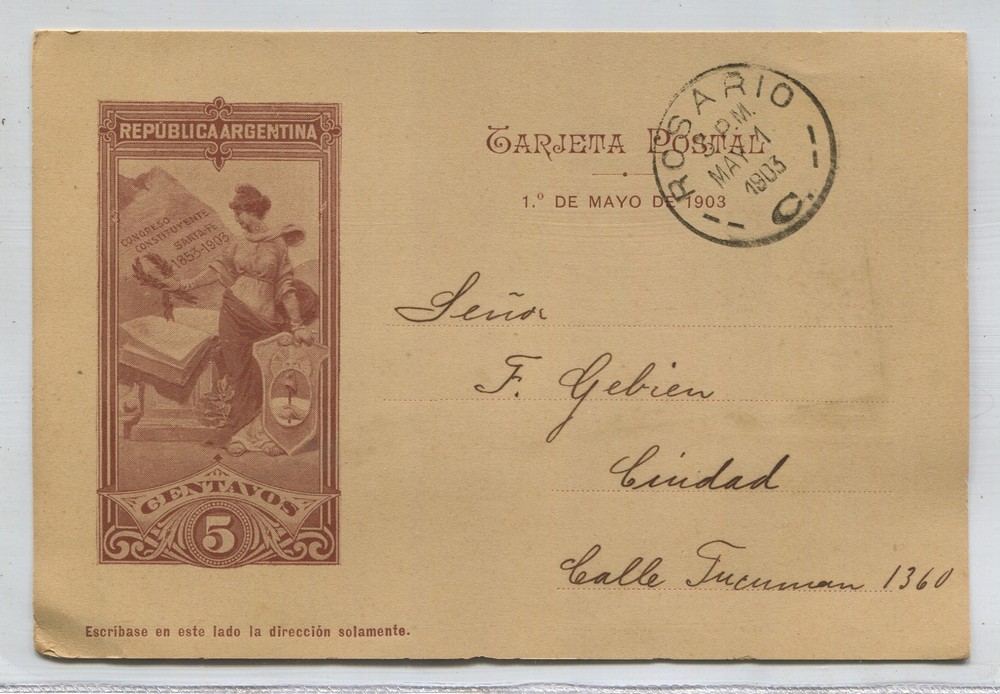 REPÚBLICA ARGENTINA
CONGRESO
CONSTITUYENTE
SANTA-FE
1853-1903
CENTAVOS
5
TARJETA POSTAL
1.º DE MAYO DE 1903
ROSARIO
P.M.
MAY 1
1903
C.
Señor
F. Gebien
Ciudad
Calle Tucuman 1360
Escríbase en este lado la dirección solamente.